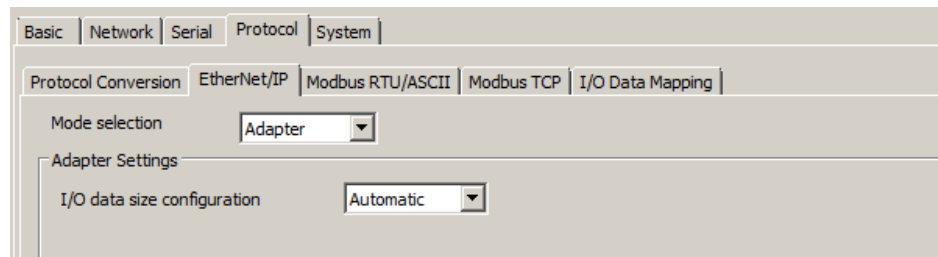 Basic Network Serial Protocol System
Protocol Conversion EtherNet/IP Modbus RTU/ASCII Modbus TCP I/O Data Mapping
Mode selection Adapter
Adapter Settings
I/O data size configuration Automatic